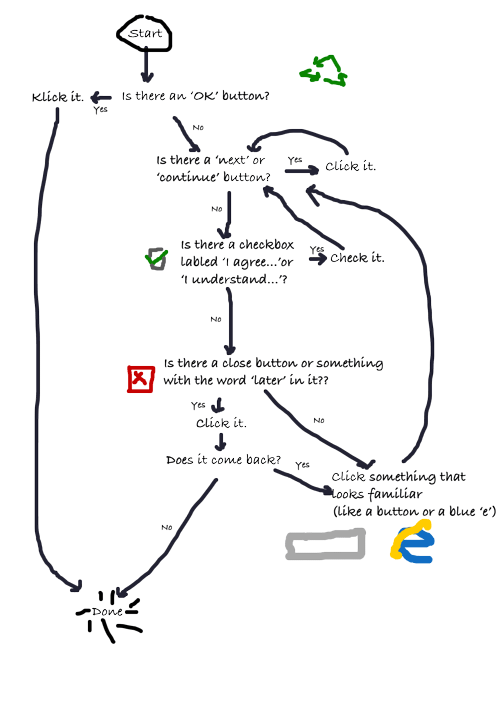 Start
Is there an 'OK' button?
Yes
Klick it.
No
Is there a 'next' or
'continue' button?
Yes
Click it.
No
Is there a checkbox
labled 'I agree...'or
'I understand...'?
Yes
Check it.
No
Is there a close button or something
with the word 'later' in it??
Yes
No
Click it.
Does it come back?
Yes
Click something that
looks familiar
(like a button or a blue 'e')
No
Done